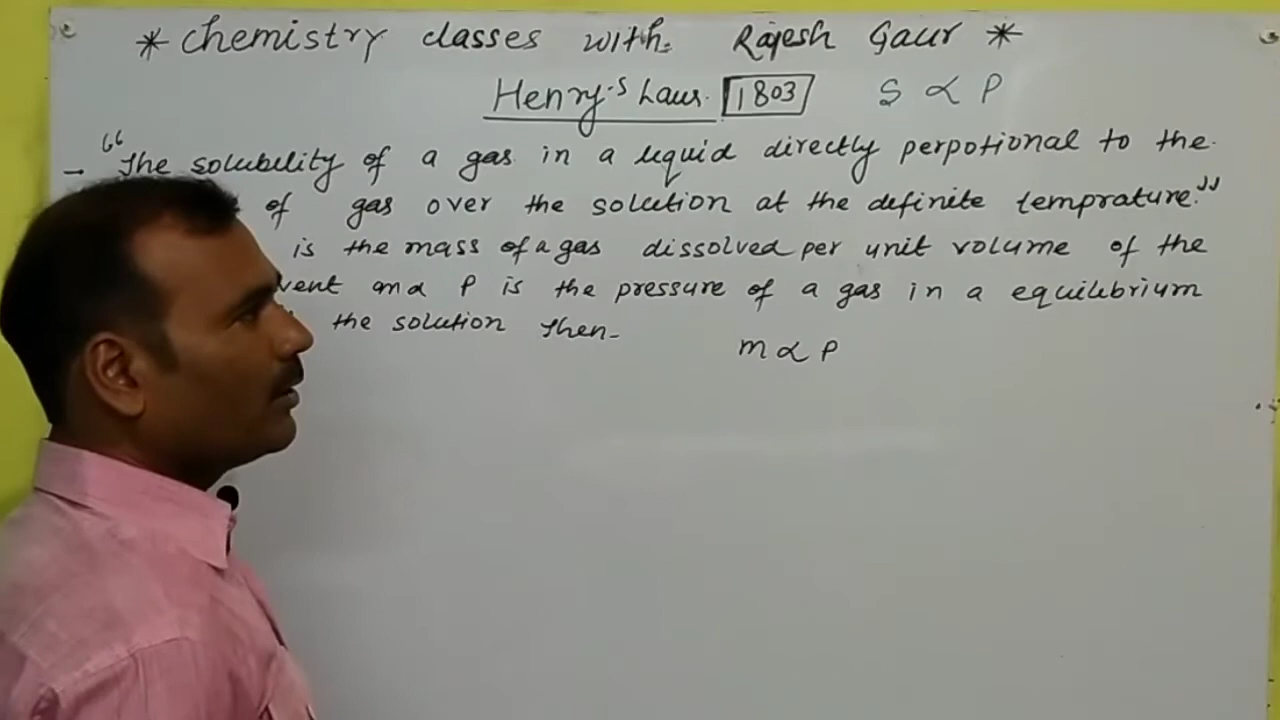 * Chemistry classes with. Rajesh Gaur *
Henry's Law. 1803 S ∝ P
- "The solubility of a gas in a liquid directly perpotional to the.
of gas over the solution at the definite temprature."
is the mass of a gas dissolved per unit volume of the
vent and P is the pressure of a gas in a equilibrium
the solution then-
m ∝ P